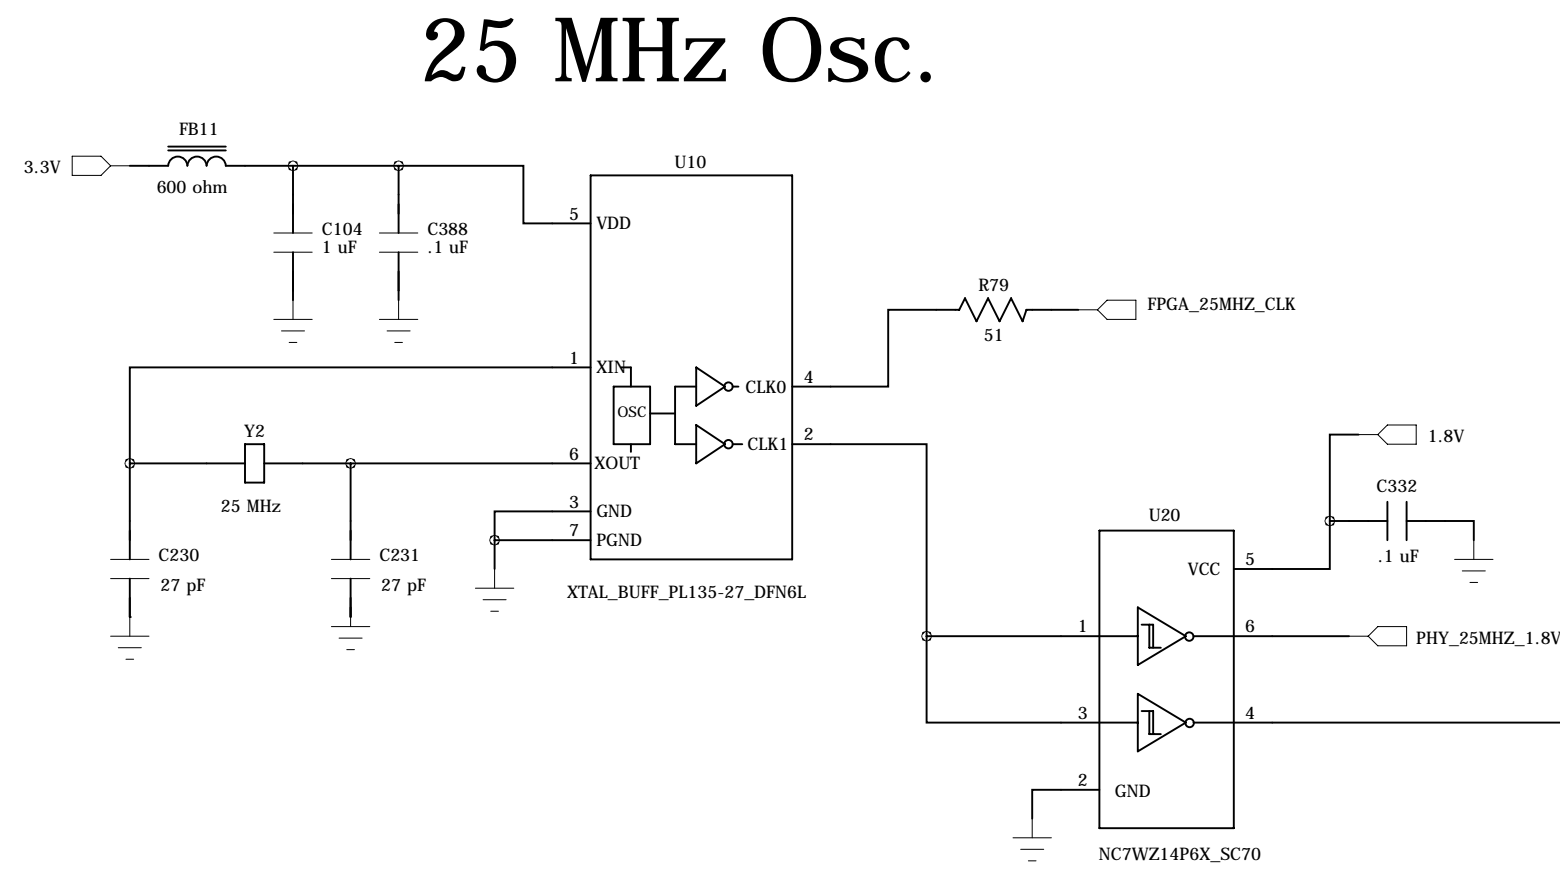 25 MHz Osc.
FB11
3.3V
600 ohm
C104
1 uF
C388
.1 uF
U10
5
VDD
1
XIN
OSC
CLK0
4
CLK1
2
6
XOUT
3
GND
7
PGND
XTAL_BUFF_PL135-27_DFN6L
Y2
25 MHz
C230
27 pF
C231
27 pF
R79
51
FPGA_25MHZ_CLK
1.8V
C332
.1 uF
U20
VCC
5
1
6
PHY_25MHZ_1.8V
3
4
2
GND
NC7WZ14P6X_SC70